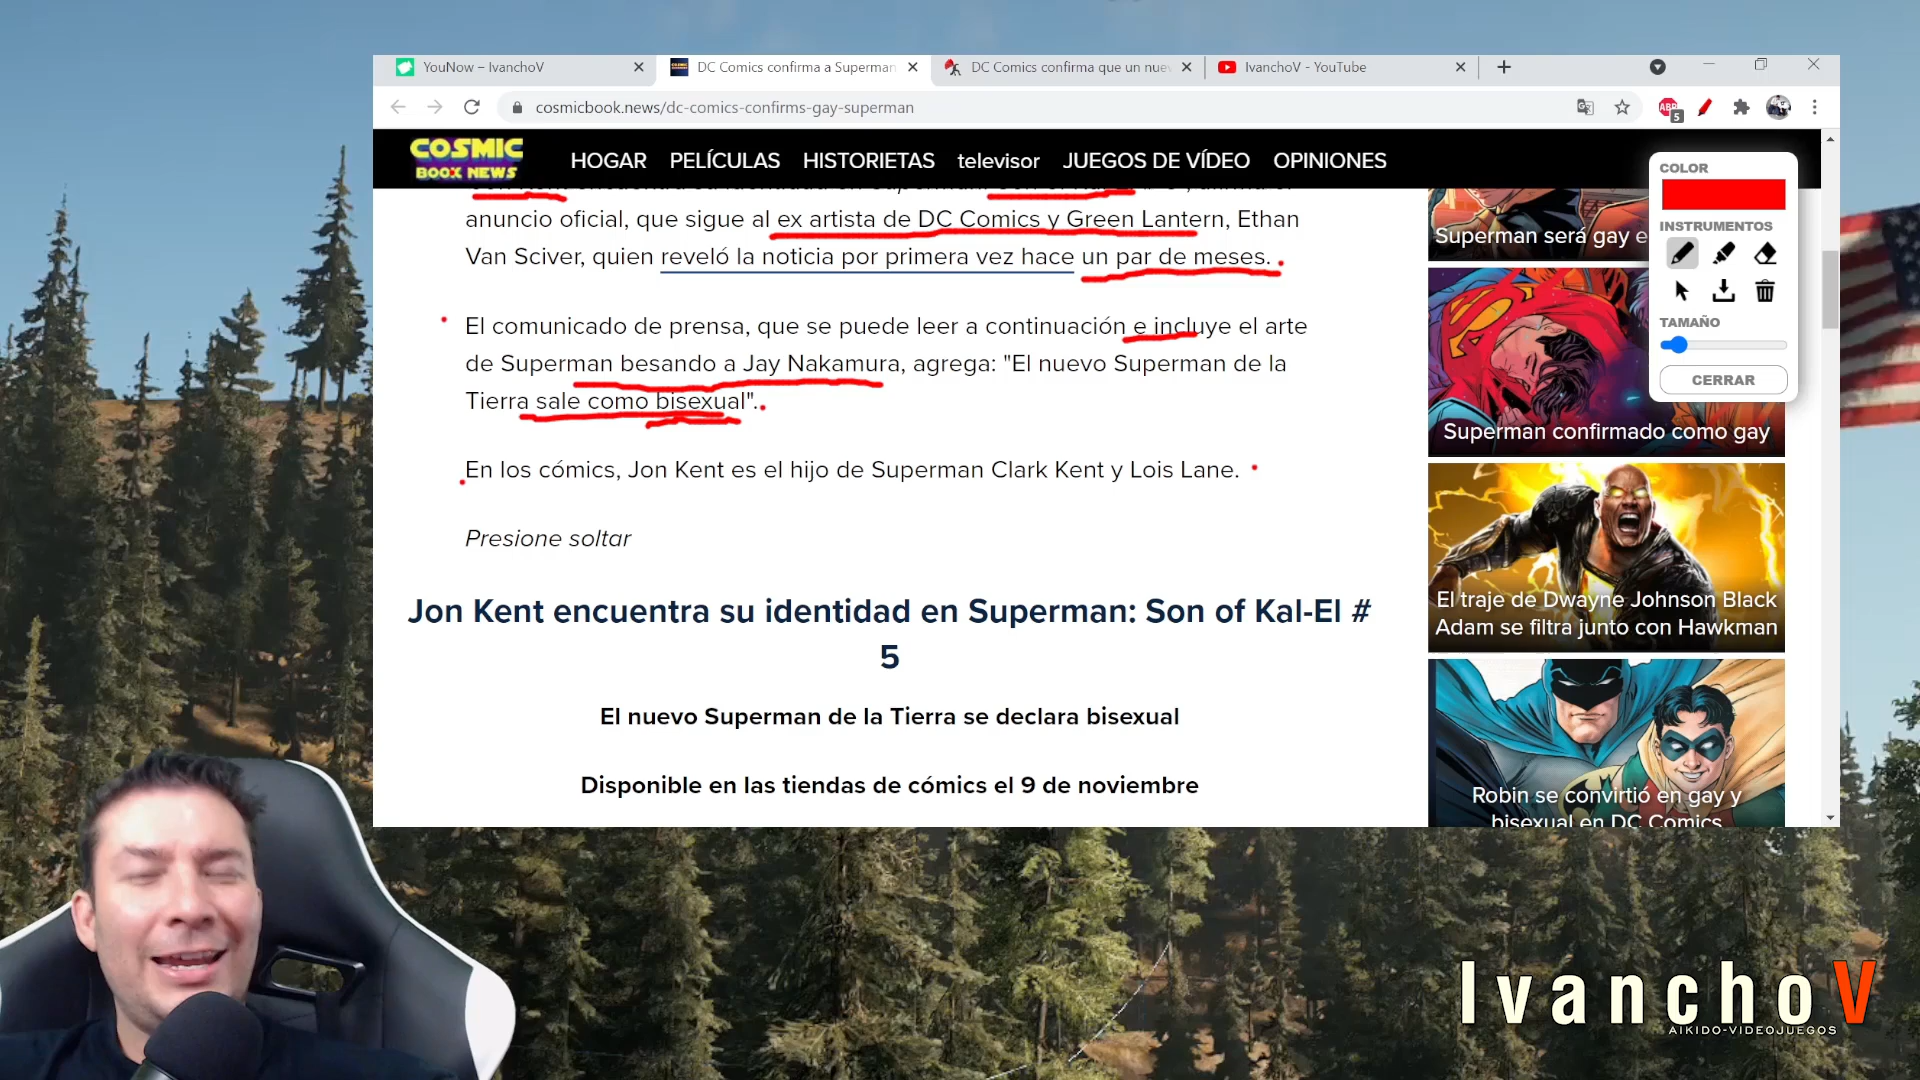 YouNow – IvanchoV
DC Comics confirma a Superman
DC Comics confirma que un nue
IvanchoV - YouTube
cosmicbook.news/dc-comics-confirms-gay-superman
ABP
5
COSMIC
BOOK NEWS
HOGAR PELÍCULAS HISTORIETAS televisor JUEGOS DE VÍDEO OPINIONES
anuncio oficial, que sigue al ex artista de DC Comics y Green Lantern, Ethan
Van Sciver, quien reveló la noticia por primera vez hace un par de meses.
El comunicado de prensa, que se puede leer a continuación e incluye el arte
de Superman besando a Jay Nakamura, agrega: "El nuevo Superman de la
Tierra sale como bisexual".
En los cómics, Jon Kent es el hijo de Superman Clark Kent y Lois Lane.
Presione soltar
Jon Kent encuentra su identidad en Superman: Son of Kal-El #
5
El nuevo Superman de la Tierra se declara bisexual
Disponible en las tiendas de cómics el 9 de noviembre
Superman será gay e
Superman confirmado como gay
El traje de Dwayne Johnson Black
Adam se filtra junto con Hawkman
Robin se convirtió en gay y
bisexual en DC Comics
COLOR
INSTRUMENTOS
TAMAÑO
CERRAR
IvanchoV
AIKIDO-VIDEOJUEGOS